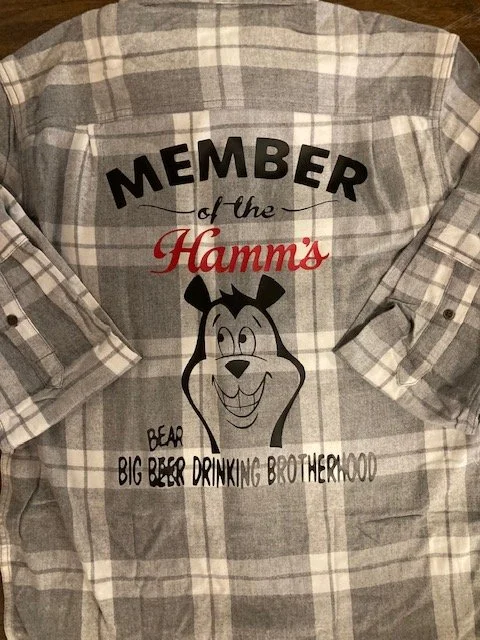 MEMBER
of the
Hamm's
BEAR
BIG BEER DRINKING BROTHERHOOD